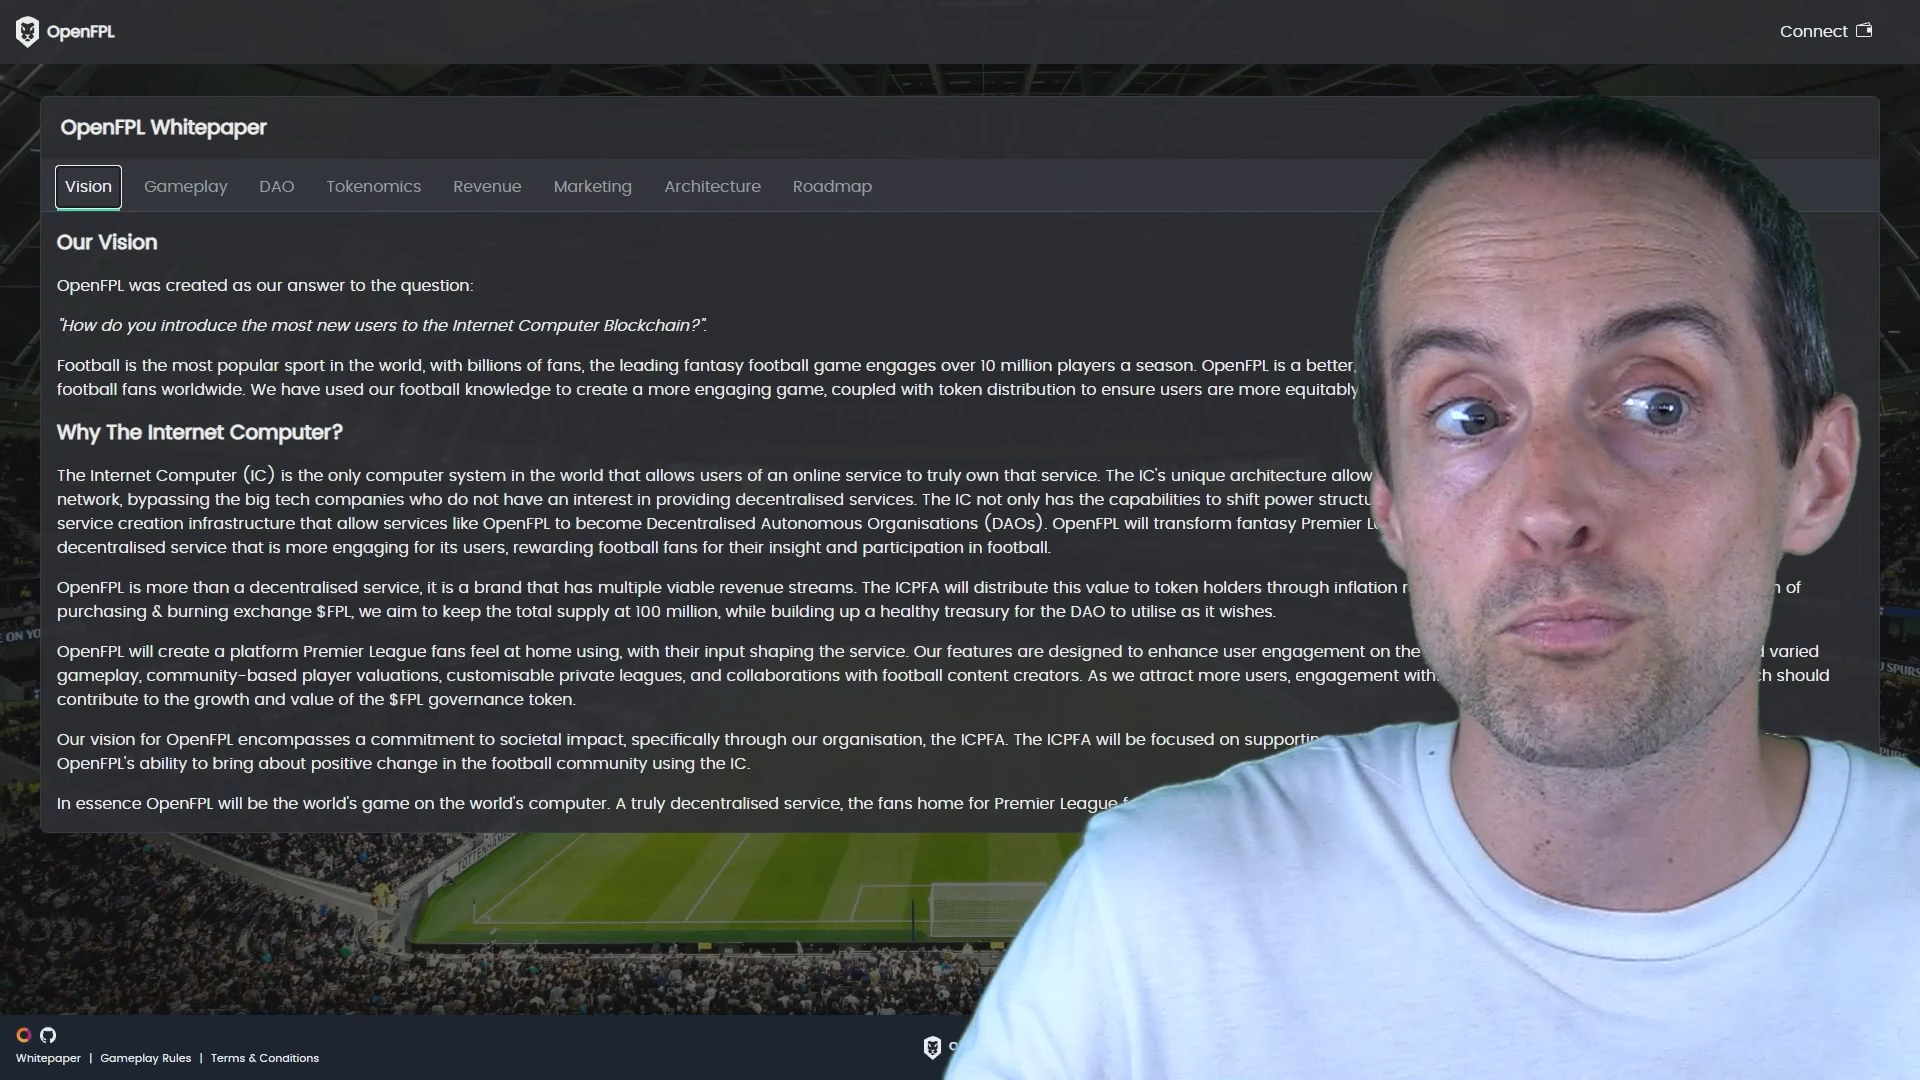 OpenFPL
Connect
OpenFPL Whitepaper
Vision
Gameplay
DAO
Tokenomics
Revenue
Marketing
Architecture
Roadmap
Our Vision
OpenFPL was created as our answer to the question:
"How do you introduce the most new users to the Internet Computer Blockchain?".
Football is the most popular sport in the world, with billions of fans, the leading fantasy football game engages over 10 million players a season. OpenFPL is a better,
football fans worldwide. We have used our football knowledge to create a more engaging game, coupled with token distribution to ensure users are more equitably
Why The Internet Computer?
The Internet Computer (IC) is the only computer system in the world that allows users of an online service to truly own that service. The IC's unique architecture allow
network, bypassing the big tech companies who do not have an interest in providing decentralised services. The IC not only has the capabilities to shift power structu
service creation infrastructure that allow services like OpenFPL to become Decentralised Autonomous Organisations (DAOs). OpenFPL will transform fantasy Premier
decentralised service that is more engaging for its users, rewarding football fans for their insight and participation in football.
OpenFPL is more than a decentralised service, it is a brand that has multiple viable revenue streams. The ICPFA will distribute this value to token holders through inflation of
purchasing & burning exchange $FPL, we aim to keep the total supply at 100 million, while building up a healthy treasury for the DAO to utilise as it wishes.
OpenFPL will create a platform Premier League fans feel at home using, with their input shaping the service. Our features are designed to enhance user engagement on the varied
gameplay, community-based player valuations, customisable private leagues, and collaborations with football content creators. As we attract more users, engagement with should
contribute to the growth and value of the $FPL governance token.
Our vision for OpenFPL encompasses a commitment to societal impact, specifically through our organisation, the ICPFA. The ICPFA will be focused on supportin
OpenFPL's ability to bring about positive change in the football community using the IC.
In essence OpenFPL will be the world's game on the world's computer. A truly decentralised service, the fans home for Premier League
E ON YO
U SPURS
TOTTENHAM
Whitepaper | Gameplay Rules | Terms & Conditions